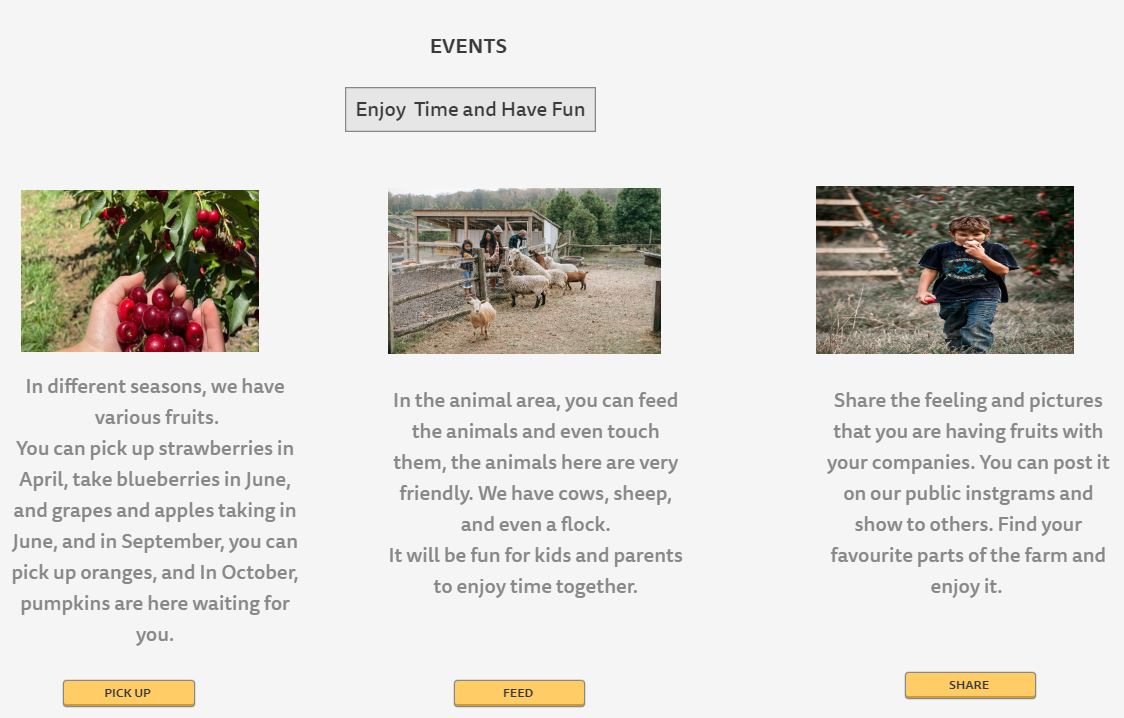 EVENTS
Enjoy  Time and Have Fun
In different seasons, we have
various fruits.
You can pick up strawberries in
April, take blueberries in June,
and grapes and apples taking in
June, and in September, you can
pick up oranges, and In October,
pumpkins are here waiting for
you.
PICK UP
In the animal area, you can feed
the animals and even touch
them, the animals here are very
friendly. We have cows, sheep,
and even a flock.
It will be fun for kids and parents
to enjoy time together.
FEED
Share the feeling and pictures
that you are having fruits with
your companies. You can post it
on our public instgrams and
show to others. Find your
favourite parts of the farm and
enjoy it.
SHARE